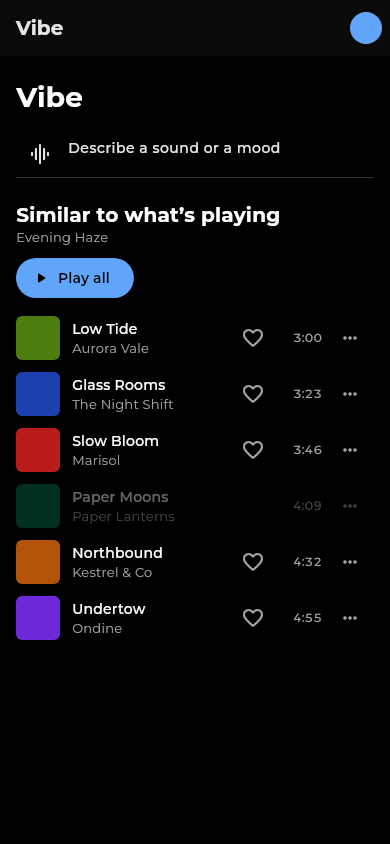 Vibe
Vibe
Describe a sound or a mood
Similar to what’s playing
Evening Haze
Play all
Low Tide
Aurora Vale
3:00
Glass Rooms
The Night Shift
3:23
Slow Bloom
Marisol
3:46
Paper Moons
Paper Lanterns
4:09
Northbound
Kestrel & Co
4:32
Undertow
Ondine
4:55